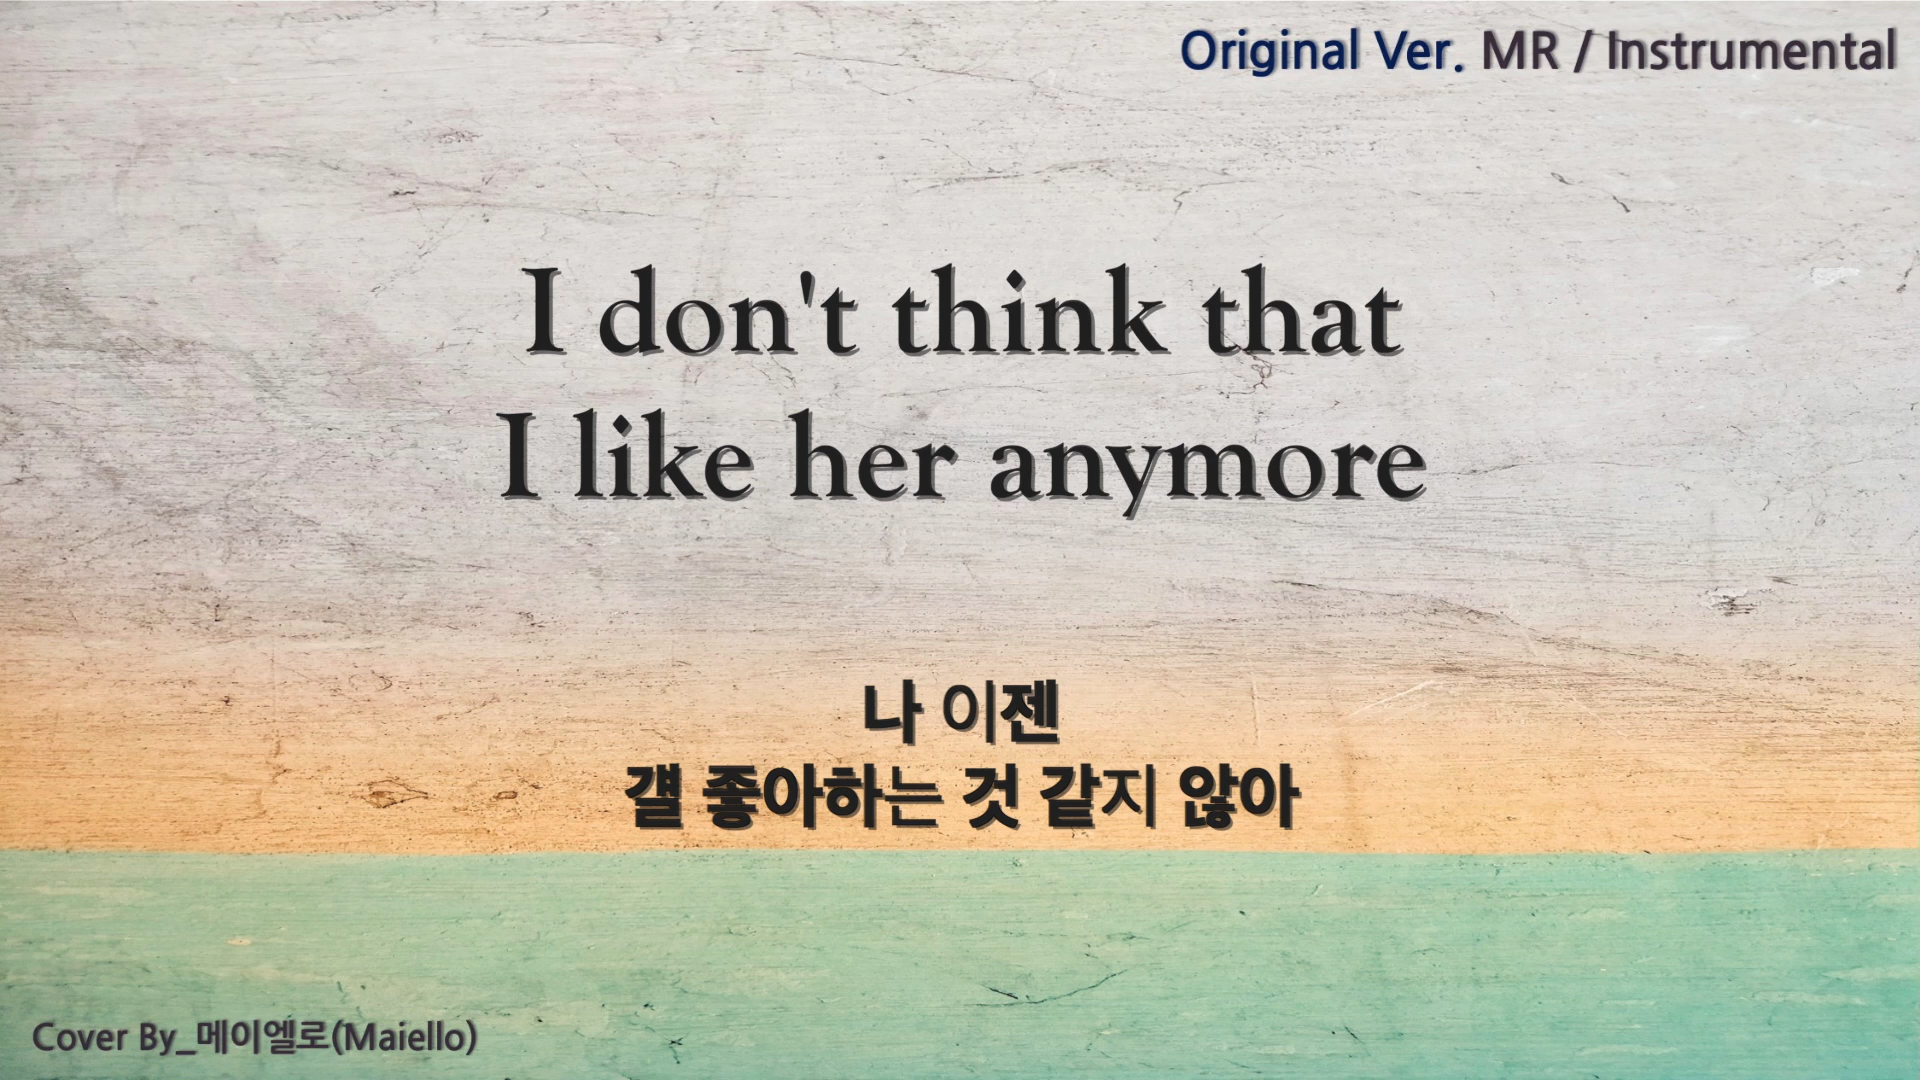 Original Ver. MR / Instrumental
I don't think that
I like her anymore
나 이젠
걜 좋아하는 것 같지 않아
Cover By_메이엘로(Maiello)